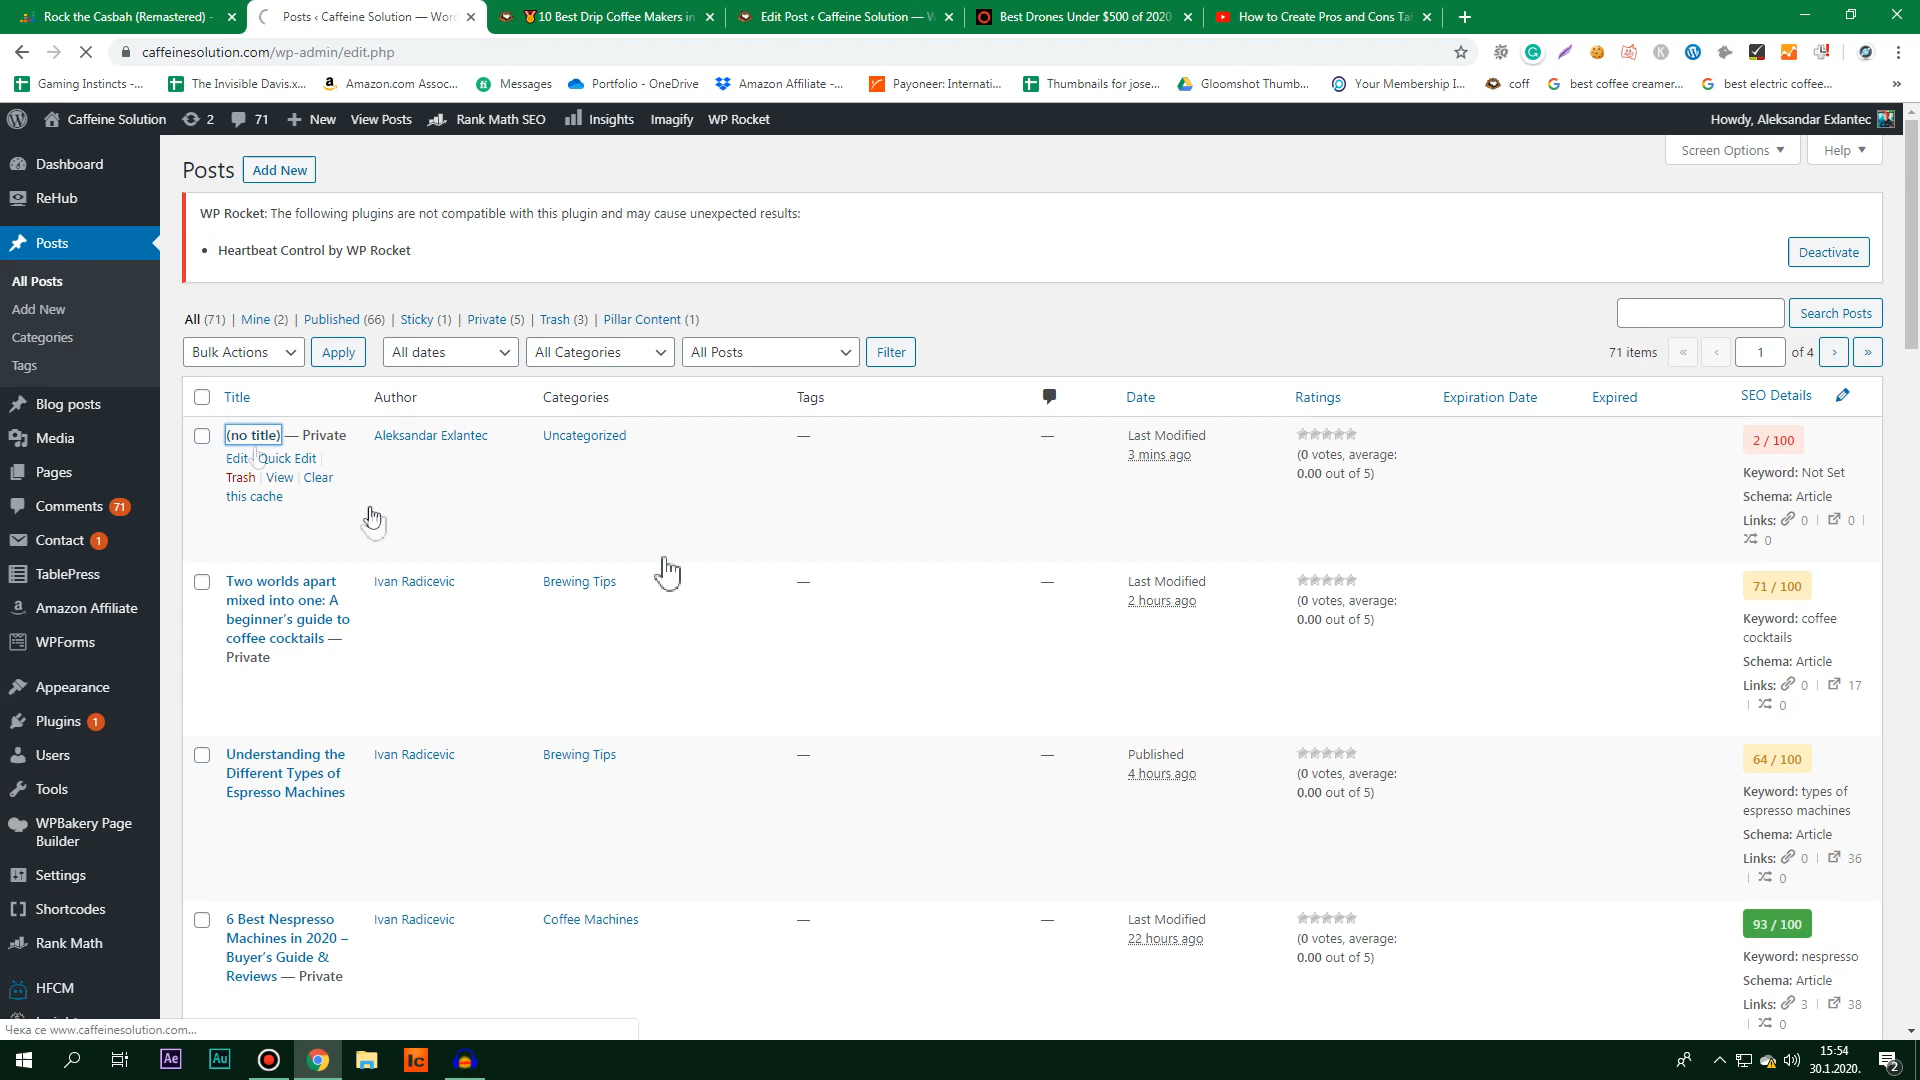 Rock the Casbah (Remastered) -
Posts ‹ Caffeine Solution — Word
10 Best Drip Coffee Makers in
Edit Post ‹ Caffeine Solution — W
Best Drones Under $500 of 2020
How to Create Pros and Cons Ta
caffeinesolution.com/wp-admin/edit.php
Gaming Instincts -...
The Invisible Davis.x...
Amazon.com Assoc...
Messages
Portfolio - OneDrive
Amazon Affiliate -...
Payoneer: Internati...
Thumbnails for jose...
Gloomshot Thumb...
Your Membership I...
coff
best coffee creamer...
best electric coffee...
»
Caffeine Solution 2 71 New View Posts Rank Math SEO Insights Imagify WP Rocket
Howdy, Aleksandar Exlantec
Dashboard
ReHub
Posts
All Posts
Add New
Categories
Tags
Blog posts
Media
Pages
Comments 71
Contact 1
TablePress
Amazon Affiliate
WPForms
Appearance
Plugins 1
Users
Tools
WPBakery Page
Builder
Settings
Shortcodes
Rank Math
HFCM
Screen Options Help
Posts Add New
WP Rocket: The following plugins are not compatible with this plugin and may cause unexpected results:
Heartbeat Control by WP Rocket
Deactivate
All (71) | Mine (2) | Published (66) | Sticky (1) | Private (5) | Trash (3) | Pillar Content (1)
Search Posts
Bulk Actions Apply All dates All Categories All Posts Filter
71 items « ‹ 1 of 4 › »
Title Author Categories Tags Date Ratings Expiration Date Expired SEO Details
(no title) — Private
Edit Quick Edit |
Trash | View | Clear
this cache
Aleksandar Exlantec
Uncategorized
—
—
Last Modified
3 mins ago
(0 votes, average:
0.00 out of 5)
2 / 100
Keyword: Not Set
Schema: Article
Links: 0 | 0 |
0
Two worlds apart
mixed into one: A
beginner's guide to
coffee cocktails —
Private
Ivan Radicevic
Brewing Tips
—
—
Last Modified
2 hours ago
(0 votes, average:
0.00 out of 5)
71 / 100
Keyword: coffee
cocktails
Schema: Article
Links: 0 | 17
| 0
Understanding the
Different Types of
Espresso Machines
Ivan Radicevic
Brewing Tips
—
—
Published
4 hours ago
(0 votes, average:
0.00 out of 5)
64 / 100
Keyword: types of
espresso machines
Schema: Article
Links: 0 | 36
| 0
6 Best Nespresso
Machines in 2020 –
Buyer's Guide &
Reviews — Private
Ivan Radicevic
Coffee Machines
—
—
Last Modified
22 hours ago
(0 votes, average:
0.00 out of 5)
93 / 100
Keyword: nespresso
Schema: Article
Links: 3 | 38
| 0
Чека се www.caffeinesolution.com...
Ae
Au
Ic
15:54
30.1.2020.
2